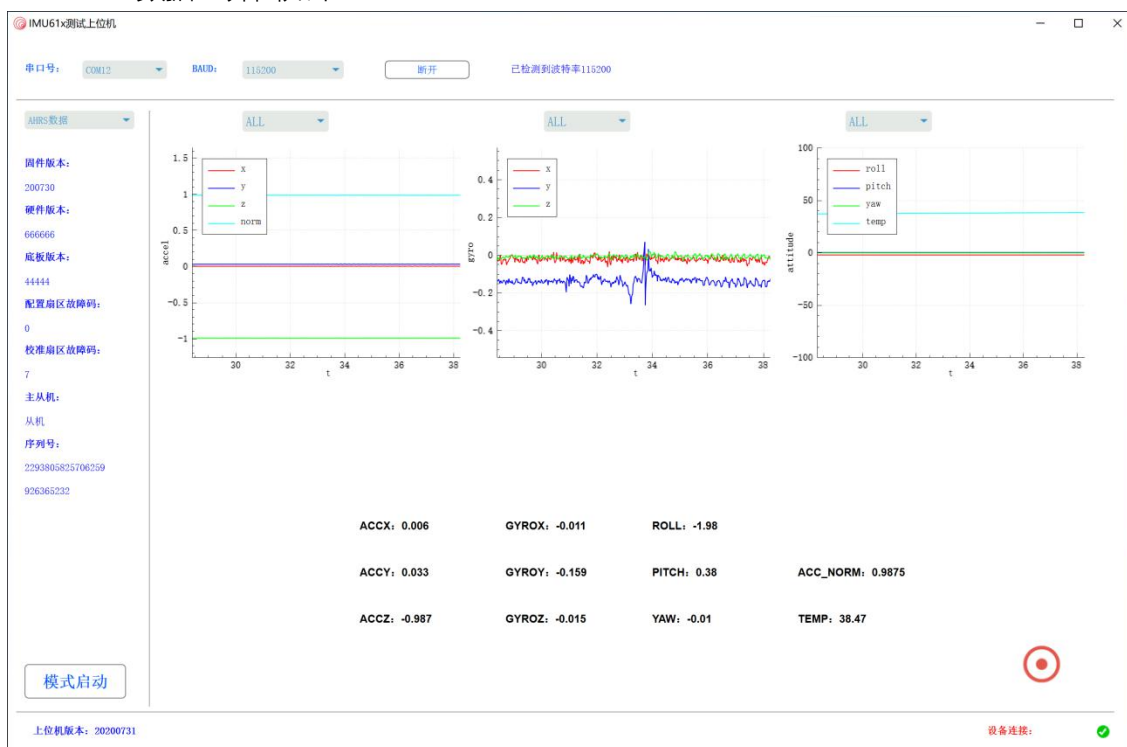 IMU61x测试上位机
串口号: COM12 BAUD: 115200 断开 已检测到波特率115200
AHRS数据 ALL ALL ALL
固件版本:
200730
硬件版本:
666666
底板版本:
44444
配置扇区故障码:
0
校准扇区故障码:
7
主从机:
从机
序列号:
2293805825706259
926365232
1.5
1
0.5
0
-0.5
-1
accel
x
y
z
norm
30 32 34 36 38
t
0.4
0.2
0
-0.2
-0.4
gyro
x
y
z
30 32 34 36 38
t
100
50
0
-50
-100
attitude
roll
pitch
yaw
temp
30 32 34 36 38
t
ACCX: 0.006 GYROX: -0.011 ROLL: -1.98
ACCY: 0.033 GYROY: -0.159 PITCH: 0.38 ACC_NORM: 0.9875
ACCZ: -0.987 GYROZ: -0.015 YAW: -0.01 TEMP: 38.47
模式启动
上位机版本: 20200731 设备连接: